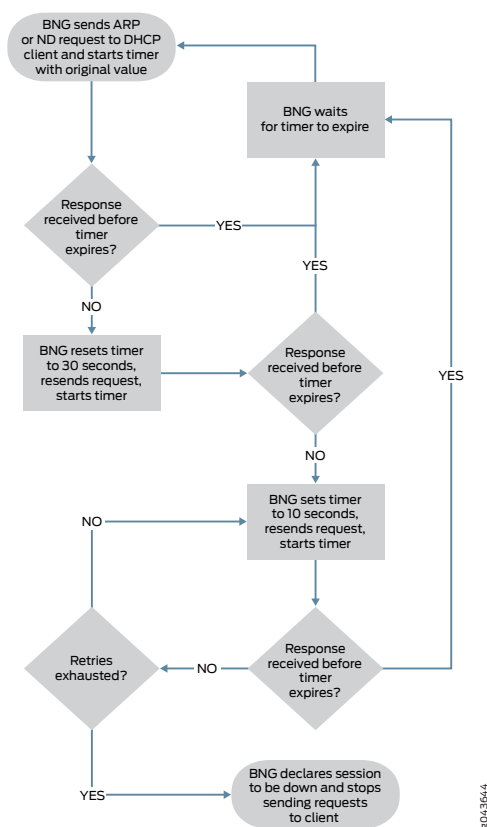 BNG sends ARP
or ND request to DHCP
client and starts timer
with original value
BNG waits
for timer to expire
Response
received before
timer
expires?
YES
YES
NO
BNG resets timer
to 30 seconds,
resends request,
starts timer
Response
received before
timer
expires?
YES
NO
BNG sets timer
to 10 seconds,
resends request,
starts timer
NO
Retries
exhausted?
NO
Response
received before
timer
expires?
YES
BNG declares session
to be down and stops
sending requests
to client
g043644